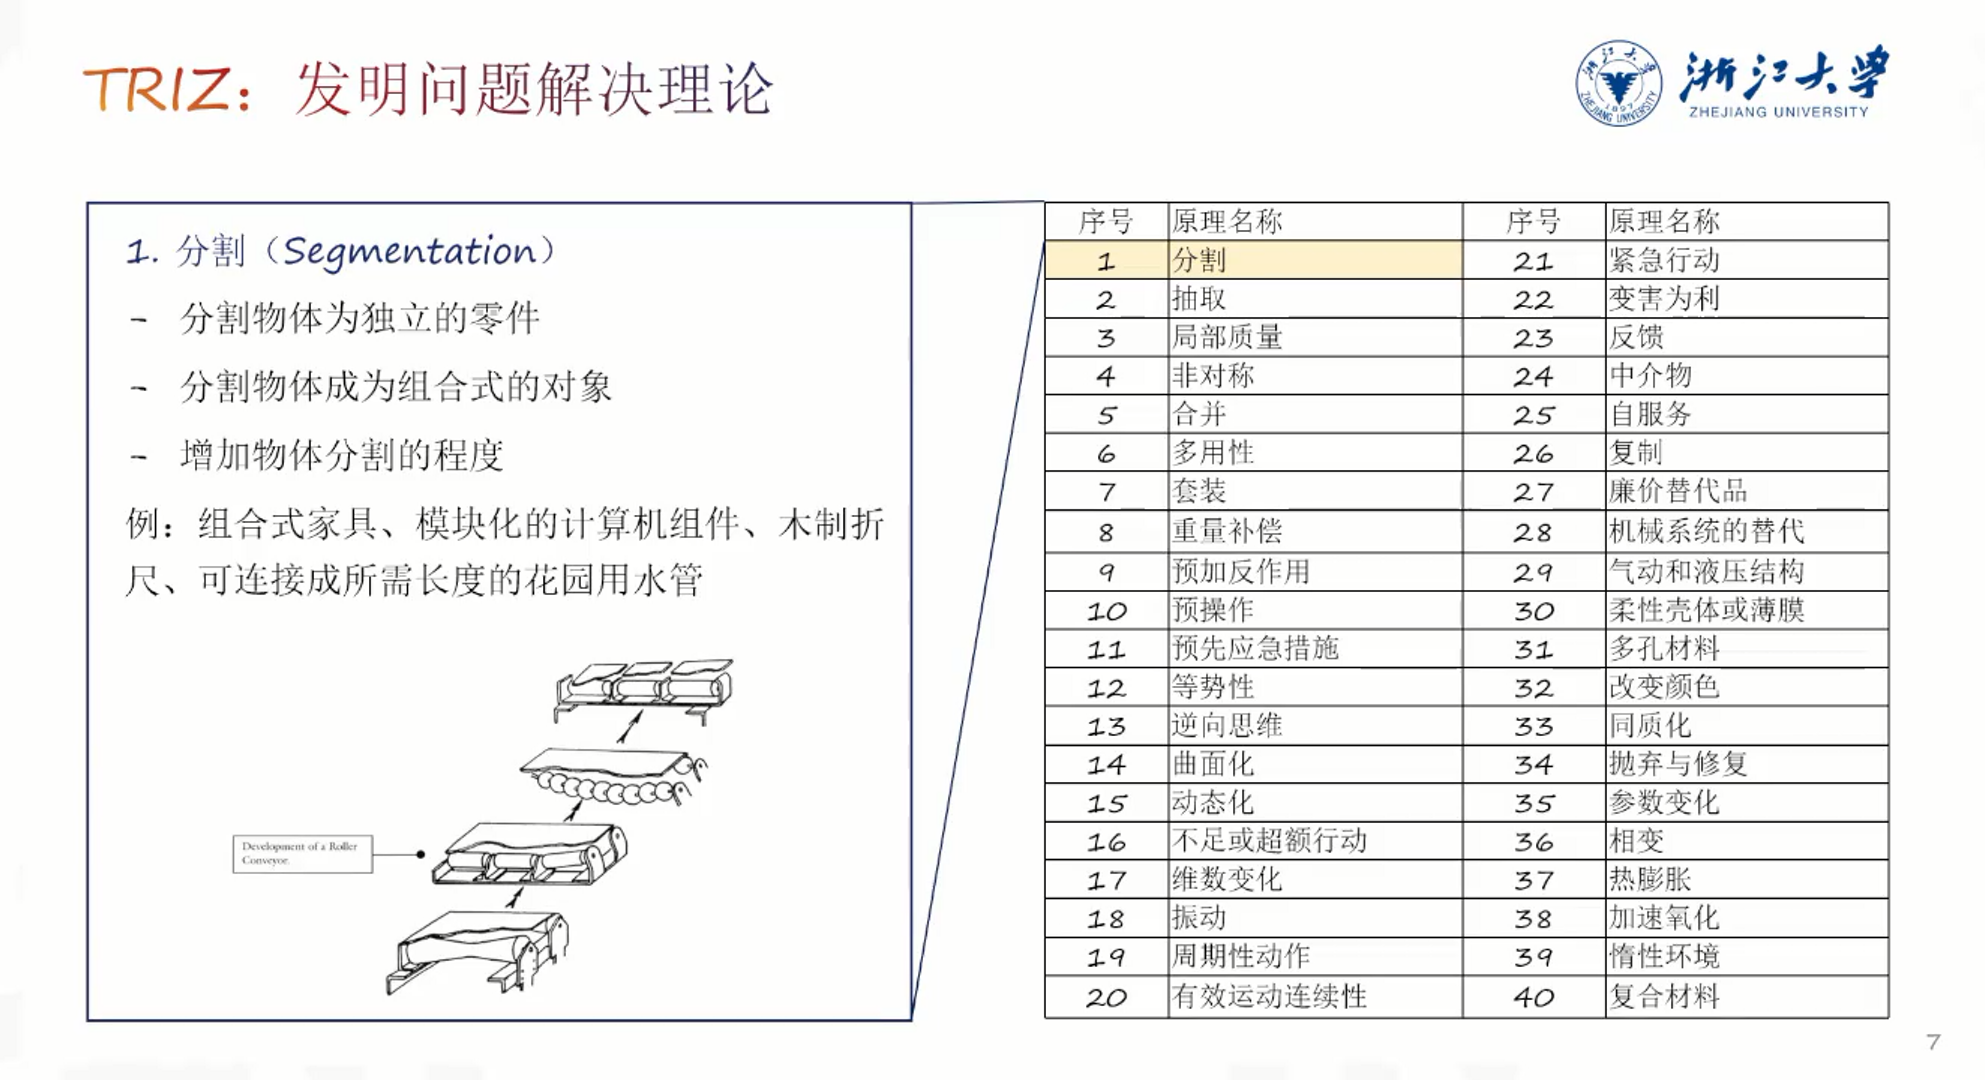 TRIZ：发明问题解决理论
浙江大学
ZHEJIANG UNIVERSITY
浙江大学
ZHEJIANG UNIVERSITY
1897
1. 分割（Segmentation）
- 分割物体为独立的零件
- 分割物体成为组合式的对象
- 增加物体分割的程度
例：组合式家具、模块化的计算机组件、木制折
尺、可连接成所需长度的花园用水管
Development of a Roller
Conveyor.
序号 原理名称 序号 原理名称
1 分割 21 紧急行动
2 抽取 22 变害为利
3 局部质量 23 反馈
4 非对称 24 中介物
5 合并 25 自服务
6 多用性 26 复制
7 套装 27 廉价替代品
8 重量补偿 28 机械系统的替代
9 预加反作用 29 气动和液压结构
10 预操作 30 柔性壳体或薄膜
11 预先应急措施 31 多孔材料
12 等势性 32 改变颜色
13 逆向思维 33 同质化
14 曲面化 34 抛弃与修复
15 动态化 35 参数变化
16 不足或超额行动 36 相变
17 维数变化 37 热膨胀
18 振动 38 加速氧化
19 周期性动作 39 惰性环境
20 有效运动连续性 40 复合材料
7